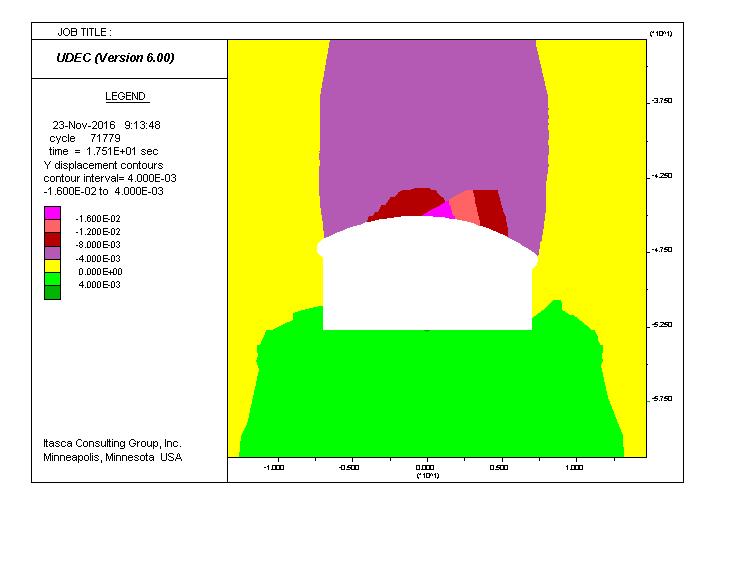 JOB TITLE :
UDEC (Version 6.00)
LEGEND
23-Nov-2016 9:13:48
cycle 71779
time = 1.751E+01 sec
Y displacement contours
contour interval= 4.000E-03
-1.600E-02 to 4.000E-03
-1.600E-02
-1.200E-02
-8.000E-03
-4.000E-03
0.000E+00
4.000E-03
Itasca Consulting Group, Inc.
Minneapolis, Minnesota USA
(*10^1)
-3.750
-4.250
-4.750
-5.250
-5.750
-1.000 -0.500 0.000 0.500 1.000
(*10^1)